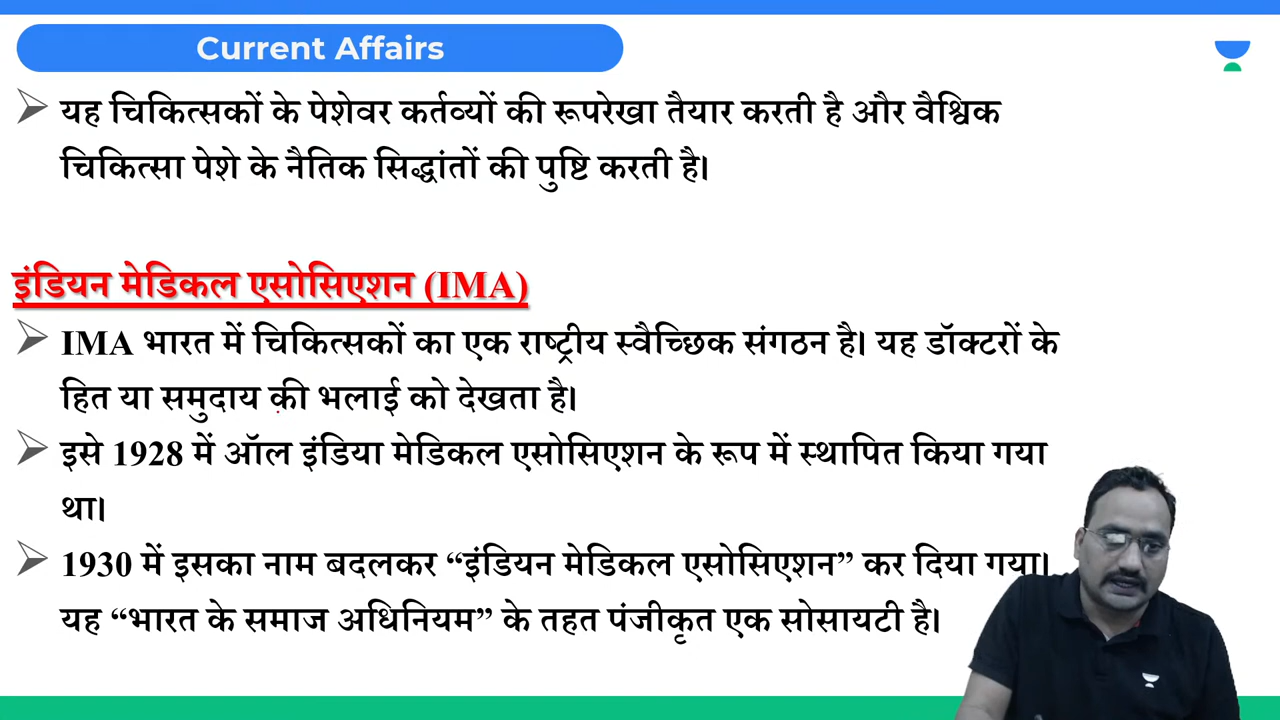 Current Affairs
यह चिकित्सकों के पेशेवर कर्तव्यों की रूपरेखा तैयार करती है और वैश्विक
चिकित्सा पेशे के नैतिक सिद्धांतों की पुष्टि करती है।
इंडियन मेडिकल एसोसिएशन (IMA)
IMA भारत में चिकित्सकों का एक राष्ट्रीय स्वैच्छिक संगठन है। यह डॉक्टरों के
हित या समुदाय की भलाई को देखता है।
इसे 1928 में ऑल इंडिया मेडिकल एसोसिएशन के रूप में स्थापित किया गया
था।
1930 में इसका नाम बदलकर “इंडियन मेडिकल एसोसिएशन” कर दिया गया।
यह “भारत के समाज अधिनियम” के तहत पंजीकृत एक सोसायटी है।